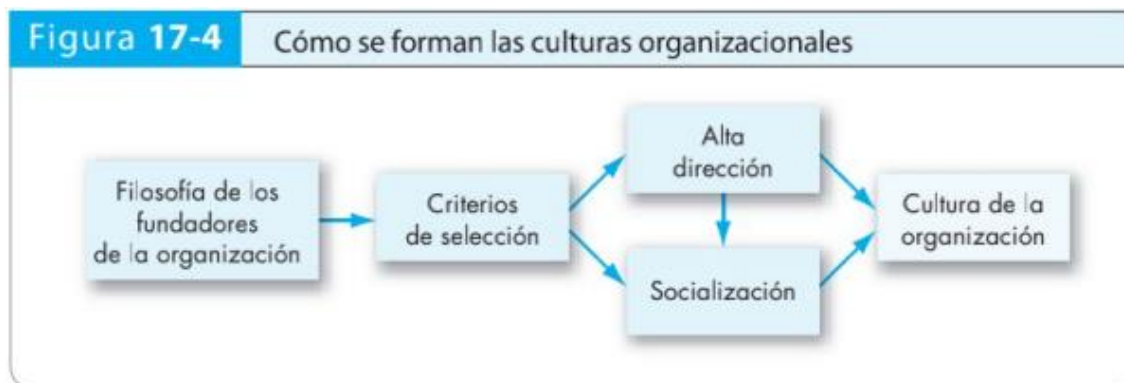 Figura 17-4
Cómo se forman las culturas organizacionales
Filosofía de los
fundadores
de la organización
Criterios
de selección
Alta
dirección
Socialización
Cultura de la
organización